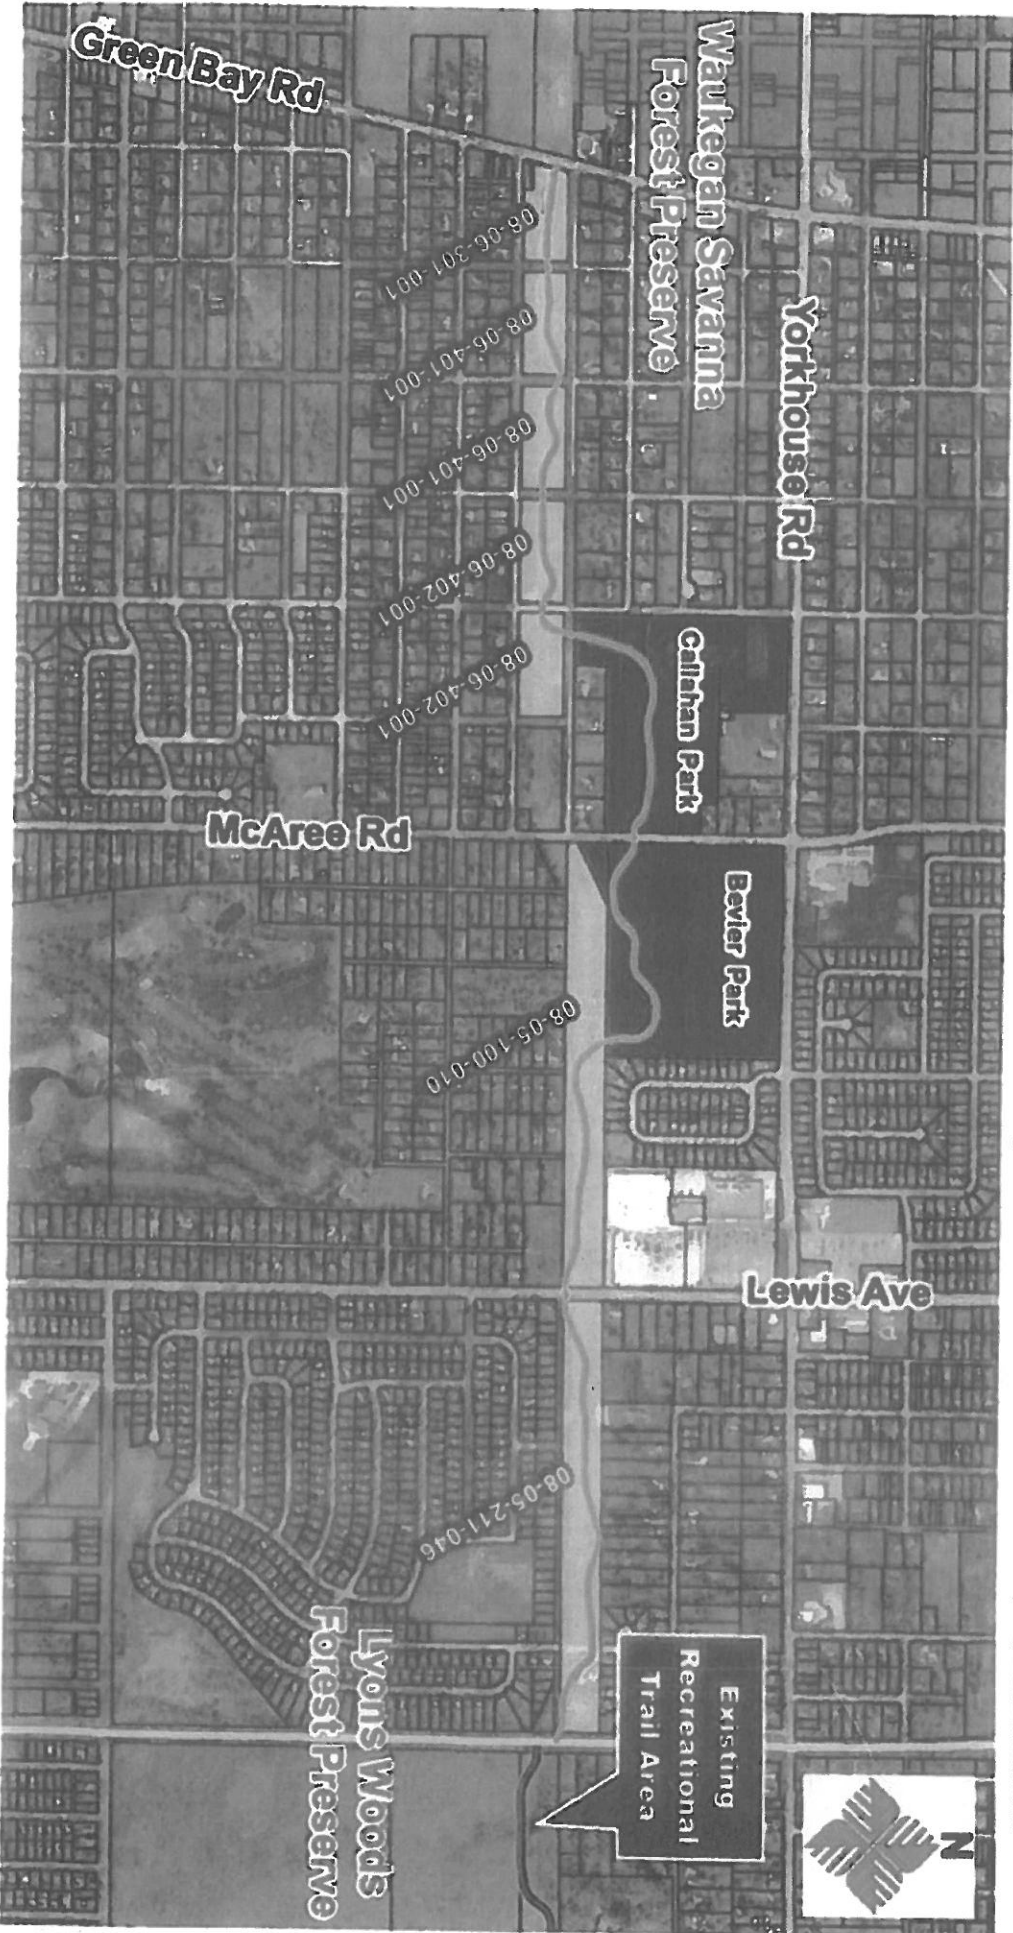 Green Bay Rd
Waukegan Savanna
Forest Preserve
Yorkhouse Rd
08-06-301-001
08-06-401-001
08-06-401-001
08-06-402-001
08-06-402-001
Callahan Park
McAree Rd
Bevier Park
08-05-100-010
Lewis Ave
08-05-211-046
Lyons Woods
Forest Preserve
Existing
Recreational
Trail Area
N